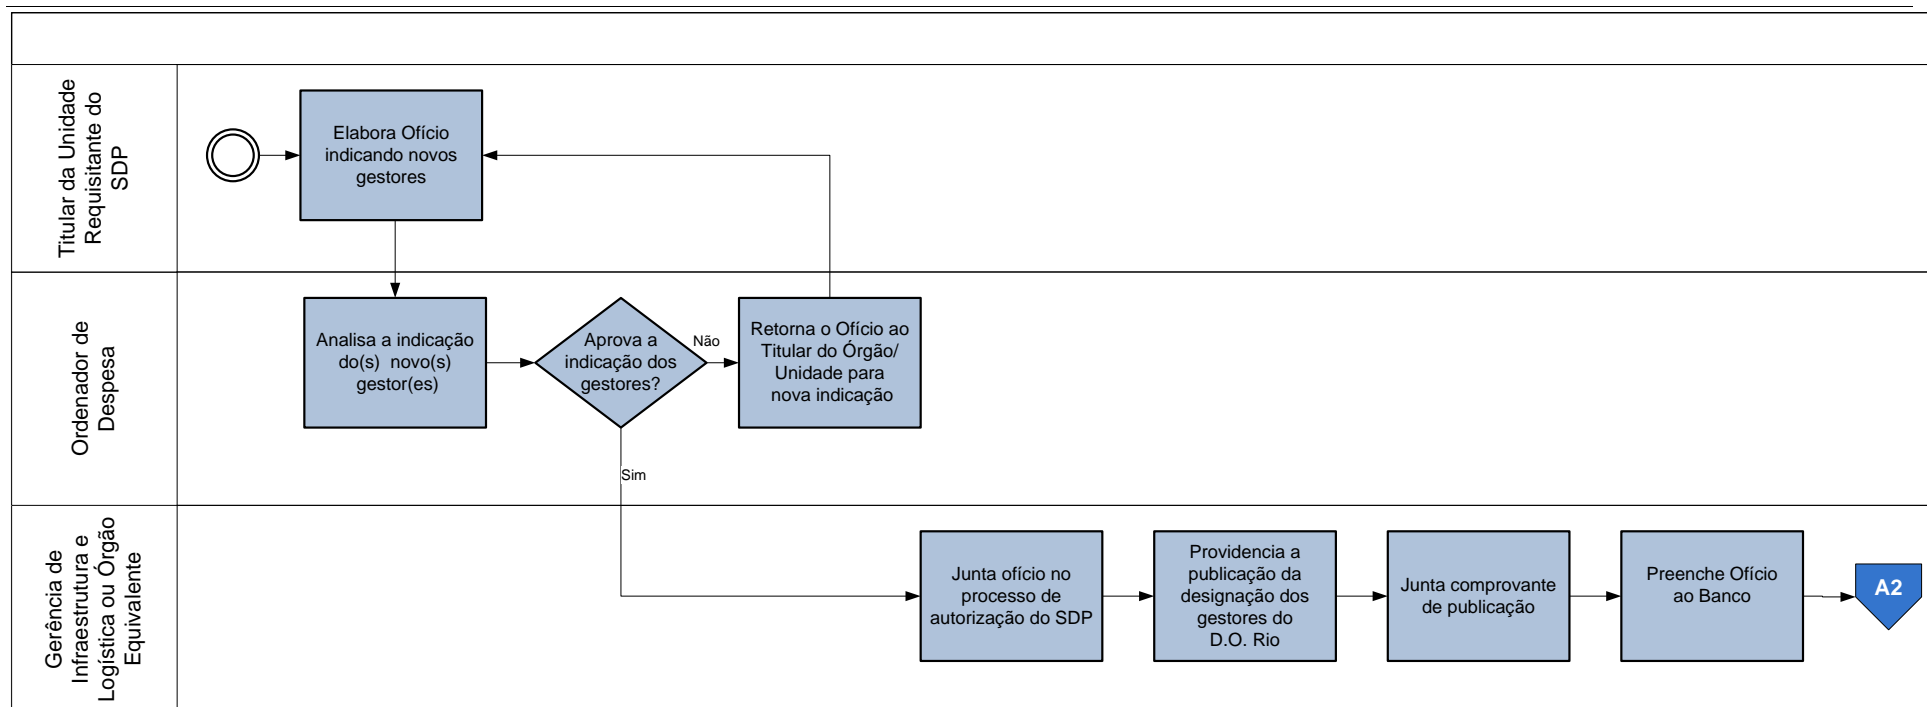 Titular da Unidade
Requisitante do
SDP
Elabora Ofício
indicando novos
gestores
Ordenador de
Despesa
Analisa a indicação
do(s) novo(s)
gestor(es)
Aprova a
indicação dos
gestores?
Não
Sim
Retorna o Ofício ao
Titular do Órgão/
Unidade para
nova indicação
Gerência de
Infraestrutura e
Logística ou Órgão
Equivalente
Junta ofício no
processo de
autorização do SDP
Providencia a
publicação da
designação dos
gestores do
D.O. Rio
Junta comprovante
de publicação
Preenche Ofício
ao Banco
A2